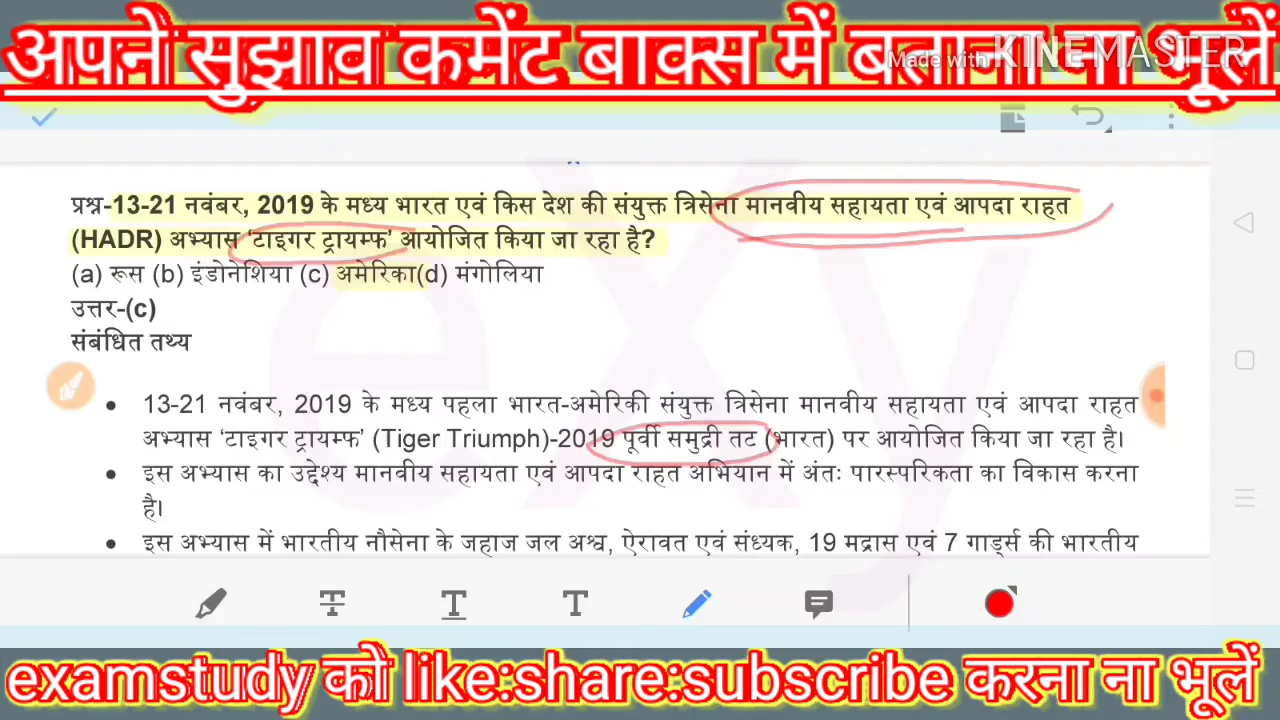 अपने सुझाव कमेंट बाक्स में बताना ना भूलें
Made with KINEMASTER
प्रश्न-13-21 नवंबर, 2019 के मध्य भारत एवं किस देश की संयुक्त त्रिसेना मानवीय सहायता एवं आपदा राहत
(HADR) अभ्यास ‘टाइगर ट्रायम्फ’ आयोजित किया जा रहा है?
(a) रूस (b) इंडोनेशिया (c) अमेरिका(d) मंगोलिया
उत्तर-(c)
संबंधित तथ्य
• 13-21 नवंबर, 2019 के मध्य पहला भारत-अमेरिकी संयुक्त त्रिसेना मानवीय सहायता एवं आपदा राहत
अभ्यास ‘टाइगर ट्रायम्फ’ (Tiger Triumph)-2019 पूर्वी समुद्री तट (भारत) पर आयोजित किया जा रहा है।
• इस अभ्यास का उद्देश्य मानवीय सहायता एवं आपदा राहत अभियान में अंतः पारस्परिकता का विकास करना
है।
• इस अभ्यास में भारतीय नौसेना के जहाज जल अश्व, ऐरावत एवं संध्यक, 19 मद्रास एवं 7 गार्ड्स की भारतीय
exy
T T T
examstudy को like:share:subscribe करना ना भूलें